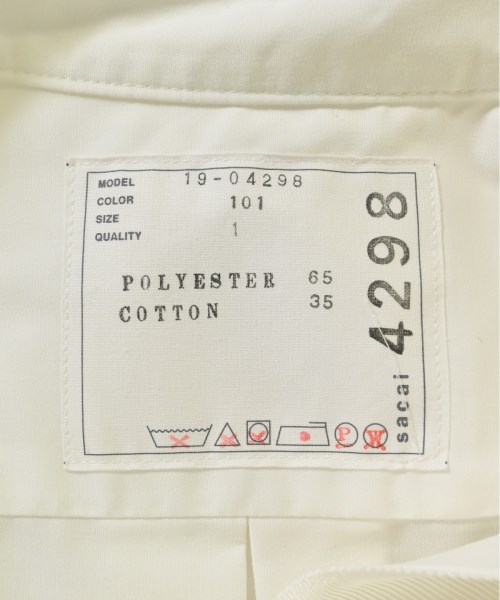 MODEL 19-04298
COLOR 101
SIZE 1
QUALITY
POLYESTER 65
COTTON 35
P W
sacai 4298